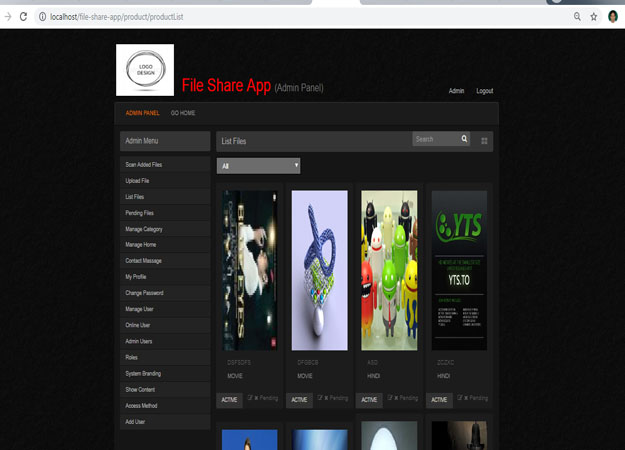 localhost/file-share-app/product/productList
LOGO
DESIGN
File Share App (Admin Panel)
Admin Logout
ADMIN PANEL GO HOME
Admin Menu
Scan Added Files
Upload File
List Files
Pending Files
Manage Category
Manage Home
Contact Massage
My Profile
Change Password
Manage User
Online User
Admin Users
Roles
System Branding
Show Content
Access Method
Add User
List Files
Search
All
YTS
YTS.TO
DSFSDFS DFGBCB ASD ZCZXC
MOVIE MOVIE HINDI HINDI
ACTIVE Pending ACTIVE Pending ACTIVE Pending ACTIVE Pending